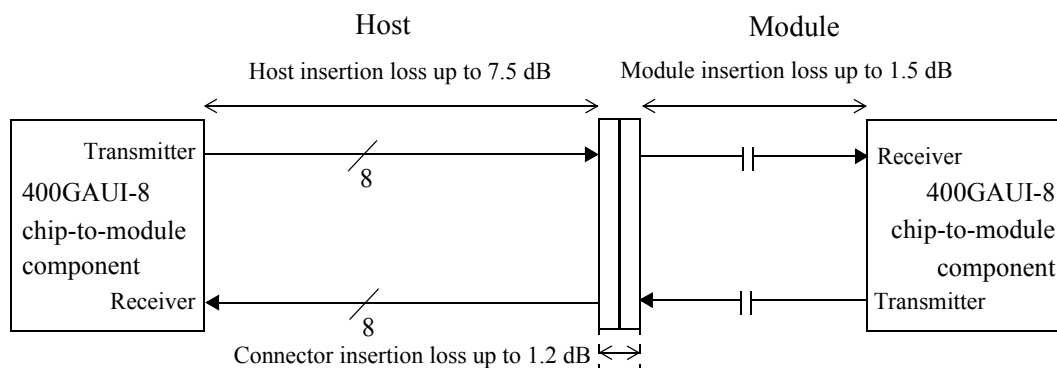 Host
Module
Host insertion loss up to 7.5 dB
Module insertion loss up to 1.5 dB
Transmitter
400GAUI-8
chip-to-module
component
Receiver
8
8
Receiver
400GAUI-8
chip-to-module
component
Transmitter
Connector insertion loss up to 1.2 dB